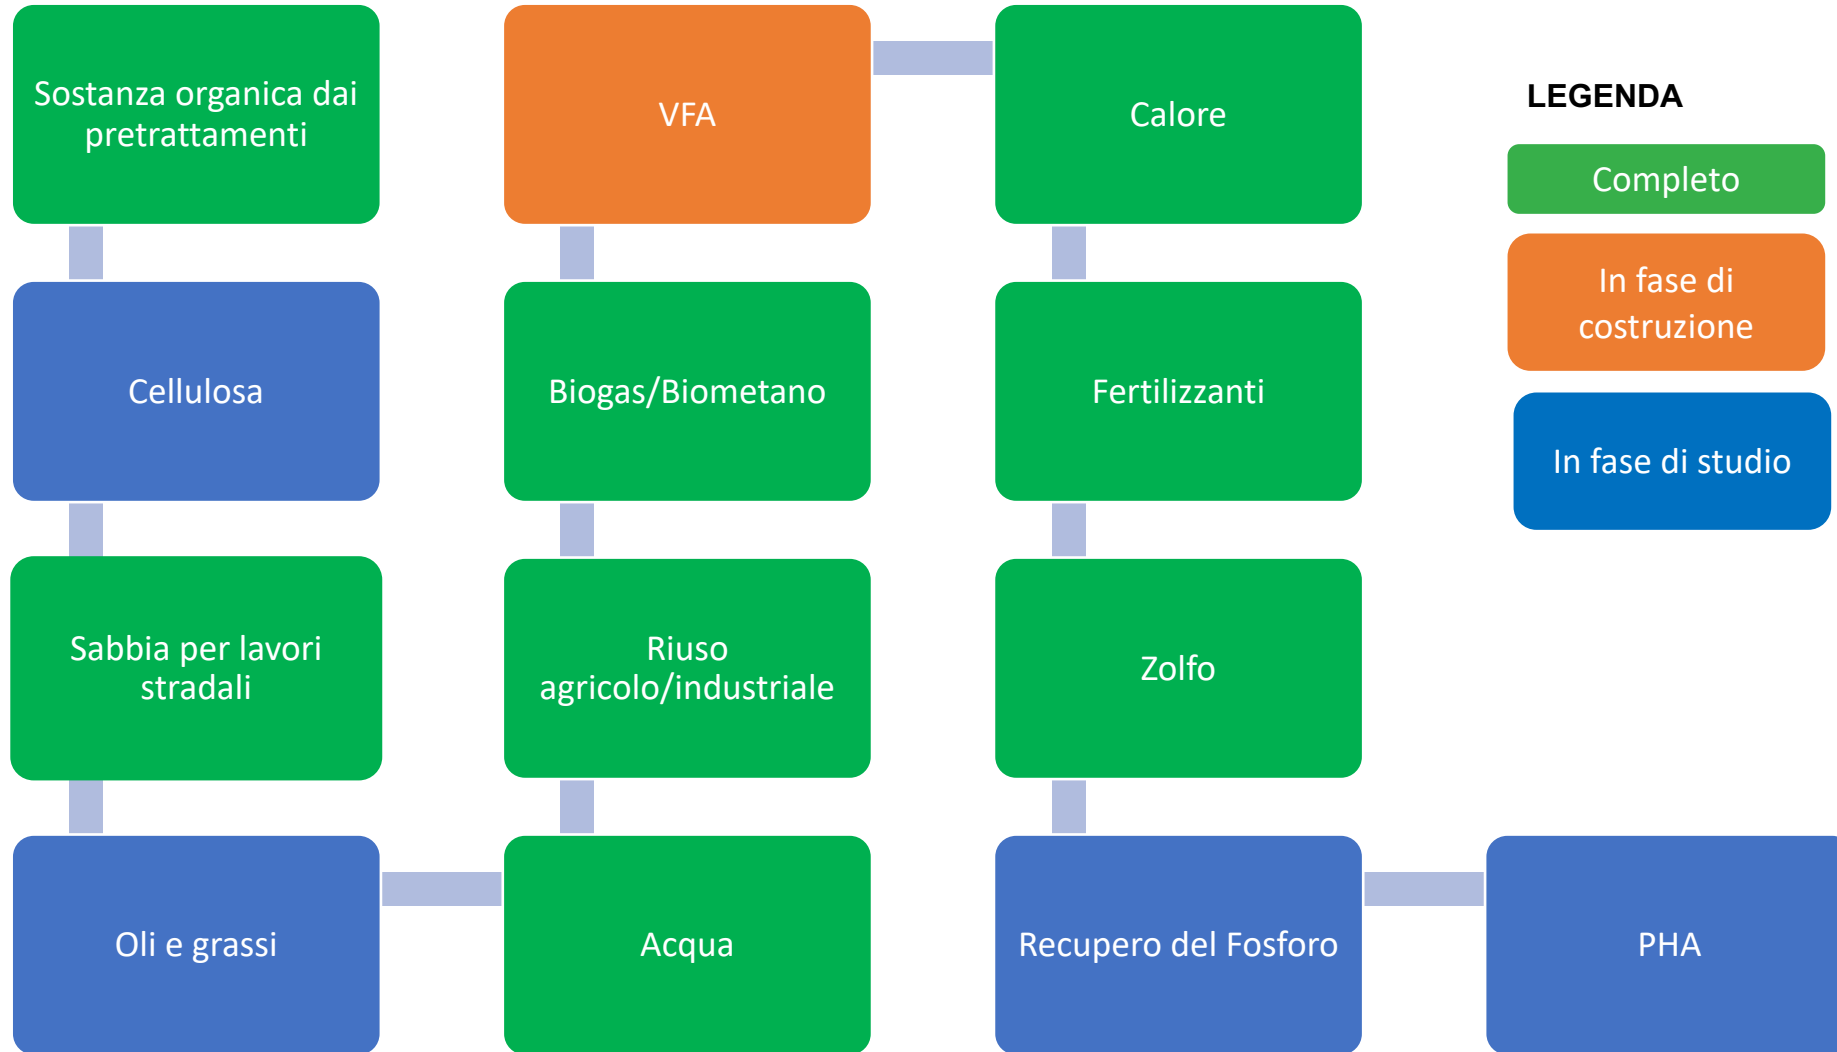 Sostanza organica dai
pretrattamenti
VFA
Calore
LEGENDA
Completo
In fase di
costruzione
In fase di studio
Cellulosa
Biogas/Biometano
Fertilizzanti
Sabbia per lavori
stradali
Riuso
agricolo/industriale
Zolfo
Oli e grassi
Acqua
Recupero del Fosforo
PHA